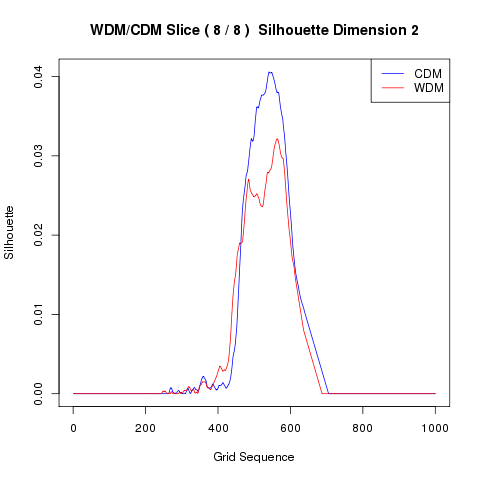 WDM/CDM Slice ( 8 / 8 )  Silhouette Dimension 2
CDM
WDM
Silhouette
0.04
0.03
0.02
0.01
0.00
0 200 400 600 800 1000
Grid Sequence